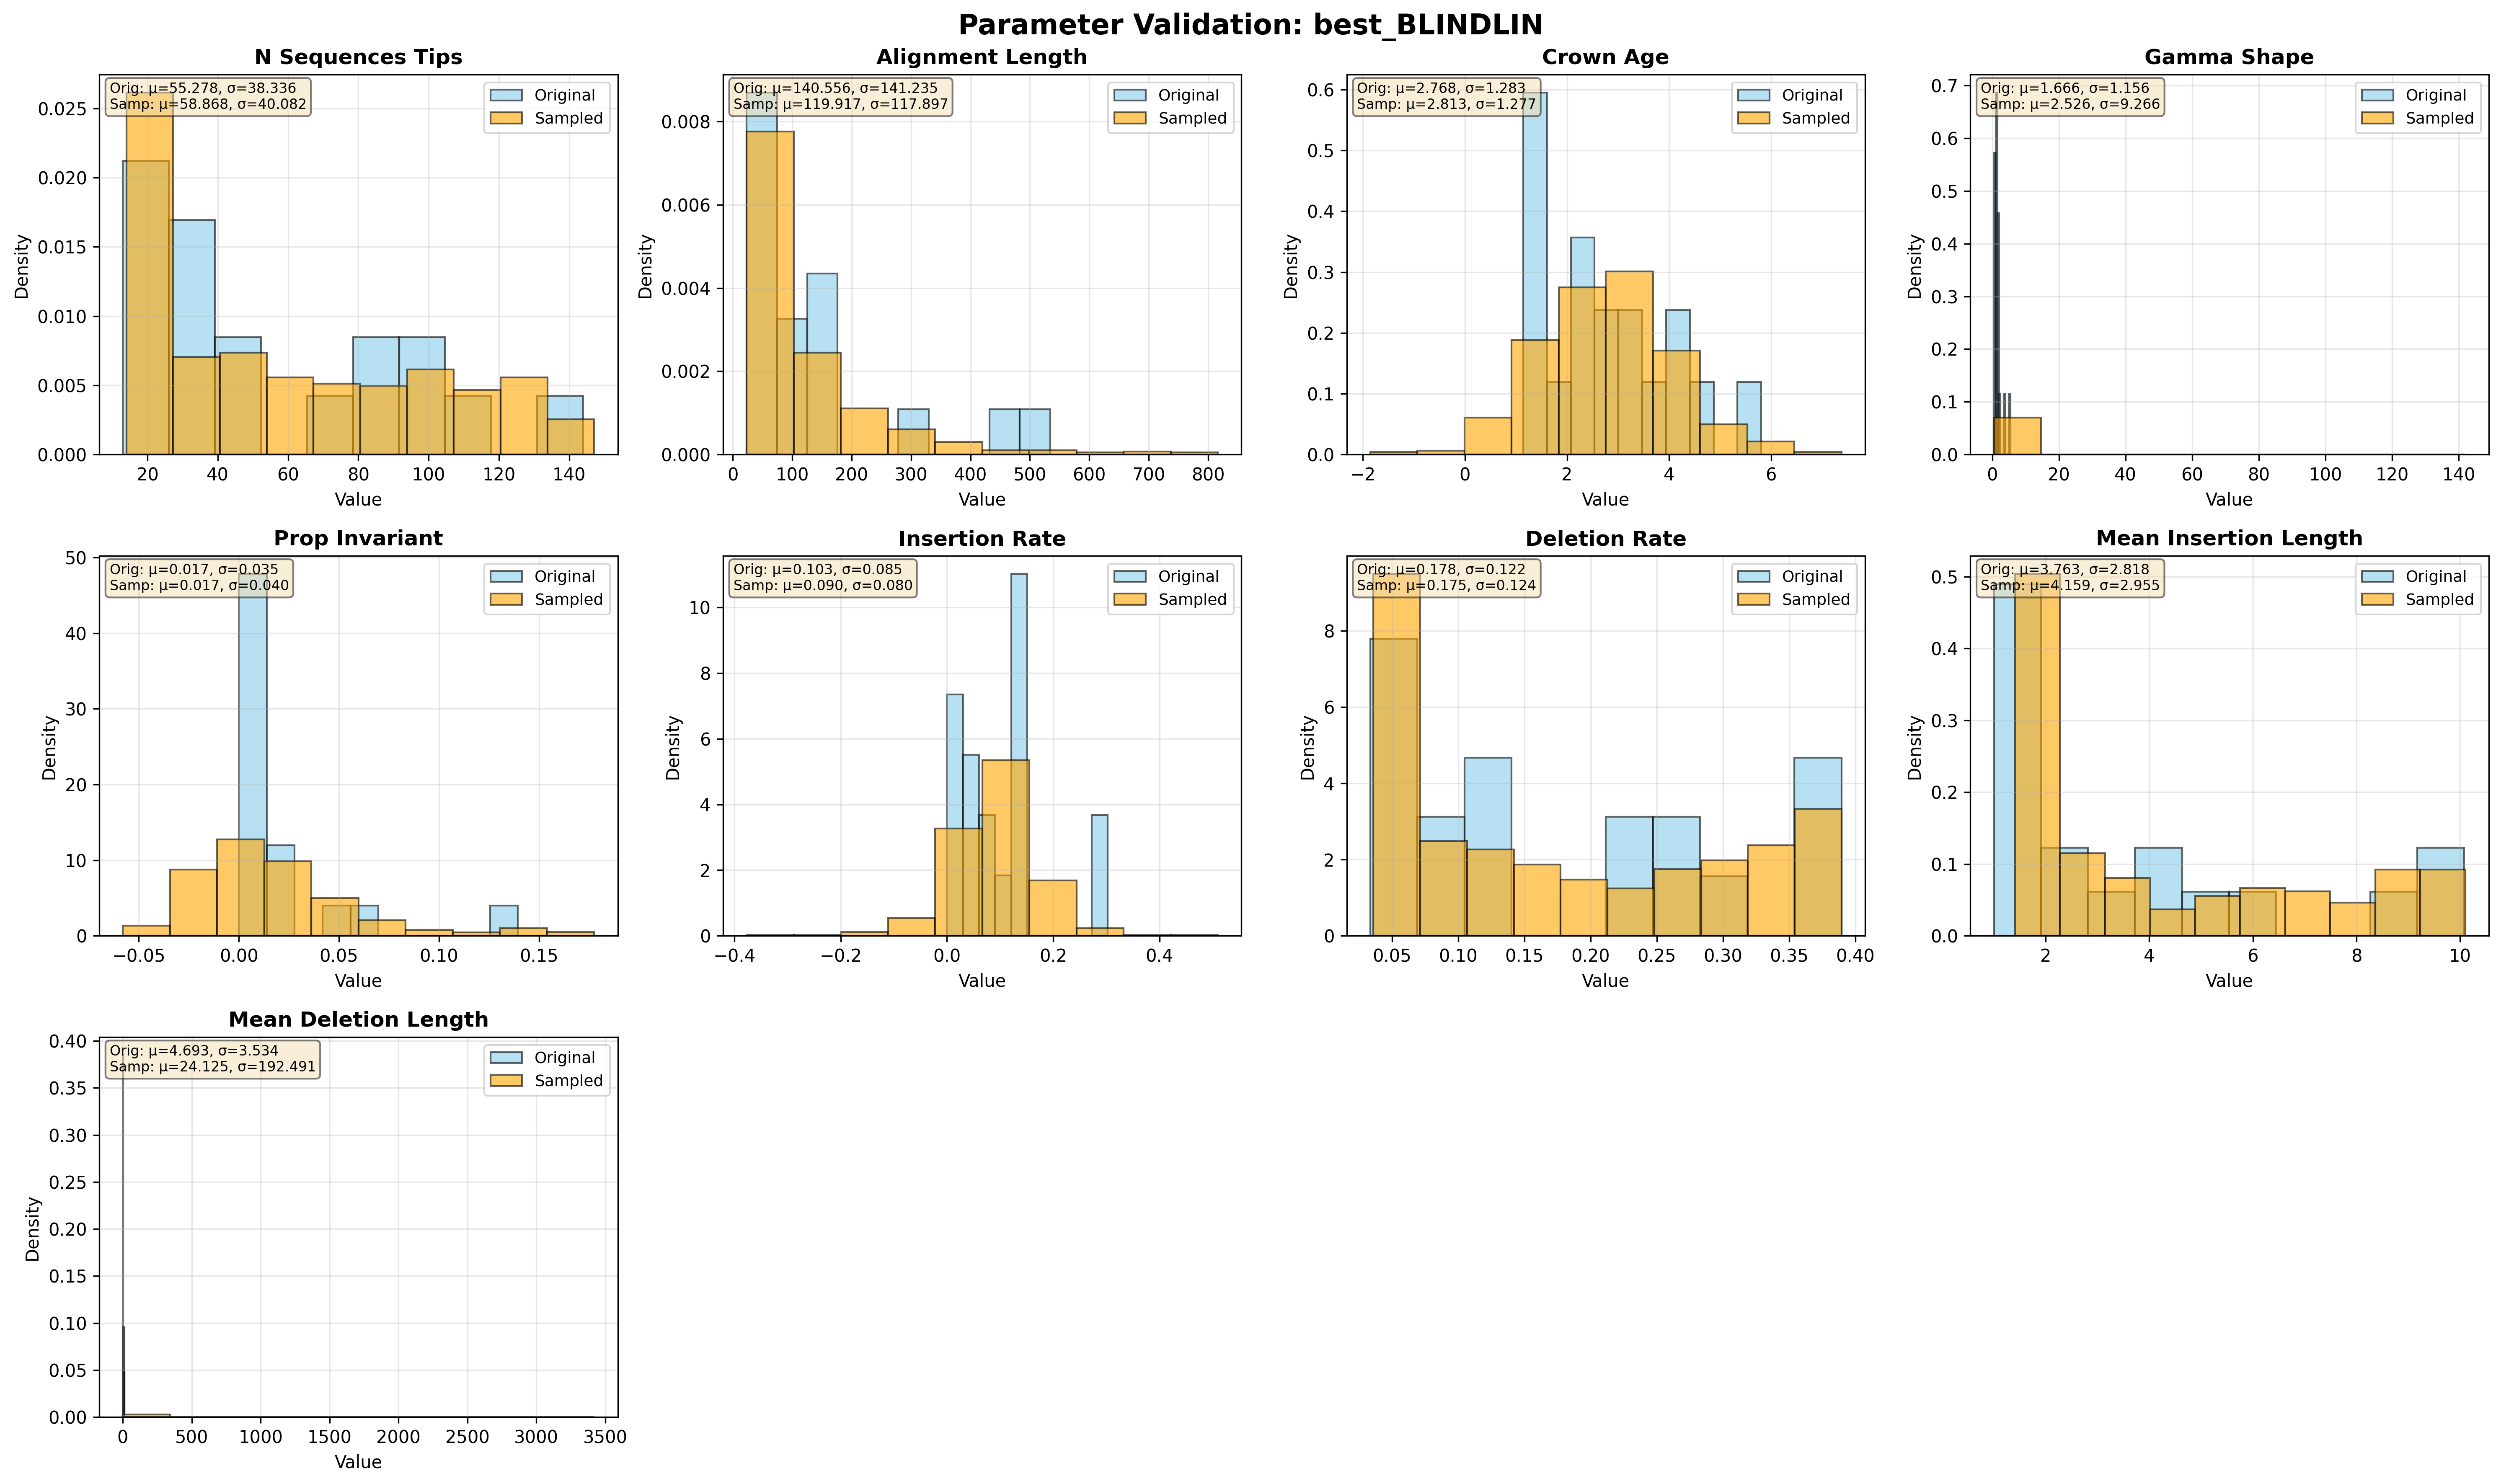 Parameter Validation: best_BLINDLIN
N Sequences Tips
Orig: μ=55.278, σ=38.336
Samp: μ=58.868, σ=40.082
Original
Sampled
0.025
0.020
0.015
0.010
0.005
0.000
Density
20 40 60 80 100 120 140
Value
Alignment Length
Orig: μ=140.556, σ=141.235
Samp: μ=119.917, σ=117.897
Original
Sampled
0.008
0.006
0.004
0.002
0.000
Density
0 100 200 300 400 500 600 700 800
Value
Crown Age
Orig: μ=2.768, σ=1.283
Samp: μ=2.813, σ=1.277
Original
Sampled
0.6
0.5
0.4
0.3
0.2
0.1
0.0
Density
−2 0 2 4 6
Value
Gamma Shape
Orig: μ=1.666, σ=1.156
Samp: μ=2.526, σ=9.266
Original
Sampled
0.7
0.6
0.5
0.4
0.3
0.2
0.1
0.0
Density
0 20 40 60 80 100 120 140
Value
Prop Invariant
Orig: μ=0.017, σ=0.035
Samp: μ=0.017, σ=0.040
Original
Sampled
50
40
30
20
10
0
Density
−0.05 0.00 0.05 0.10 0.15
Value
Insertion Rate
Orig: μ=0.103, σ=0.085
Samp: μ=0.090, σ=0.080
Original
Sampled
10
8
6
4
2
0
Density
−0.4 −0.2 0.0 0.2 0.4
Value
Deletion Rate
Orig: μ=0.178, σ=0.122
Samp: μ=0.175, σ=0.124
Original
Sampled
8
6
4
2
0
Density
0.05 0.10 0.15 0.20 0.25 0.30 0.35 0.40
Value
Mean Insertion Length
Orig: μ=3.763, σ=2.818
Samp: μ=4.159, σ=2.955
Original
Sampled
0.5
0.4
0.3
0.2
0.1
0.0
Density
2 4 6 8 10
Value
Mean Deletion Length
Orig: μ=4.693, σ=3.534
Samp: μ=24.125, σ=192.491
Original
Sampled
0.40
0.35
0.30
0.25
0.20
0.15
0.10
0.05
0.00
Density
0 500 1000 1500 2000 2500 3000 3500
Value